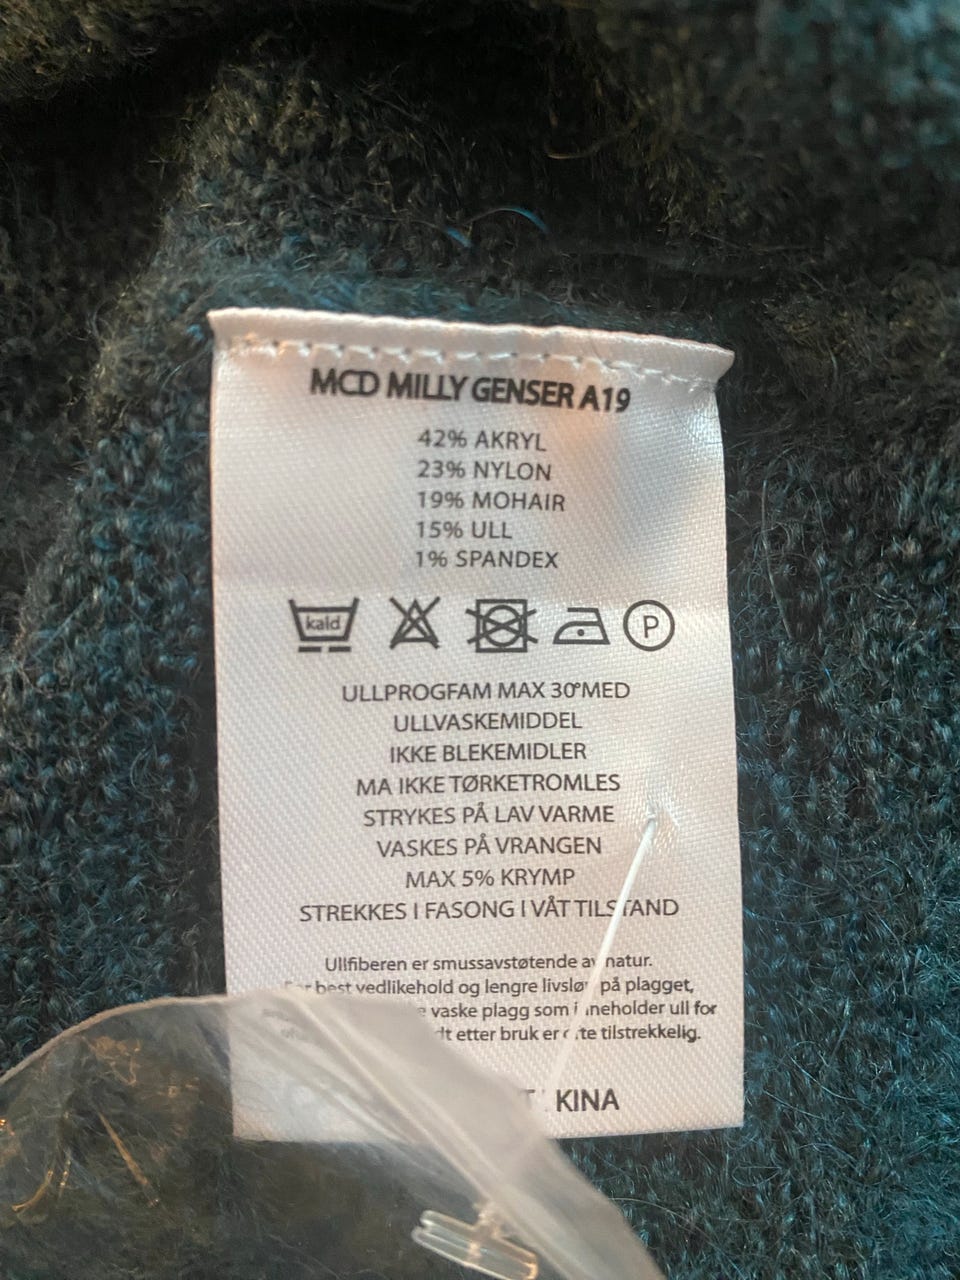 MCD MILLY GENSER A19
42% AKRYL
23% NYLON
19% MOHAIR
15% ULL
1% SPANDEX
kald
P
ULLPROGFAM MAX 30° MED
ULLVASKEMIDDEL
IKKE BLEKEMIDLER
MA IKKE TØRKETROMLES
STRYKES PÅ LAV VARME
VASKES PÅ VRANGEN
MAX 5% KRYMP
STREKKES I FASONG I VÅT TILSTAND
Ullfiberen er smussavstøtende av natur.
best vedlikehold og lengre livsløp på plagget,
vaske plagg som inneholder ull for
etter bruk er ofte tilstrekkelig.
KINA